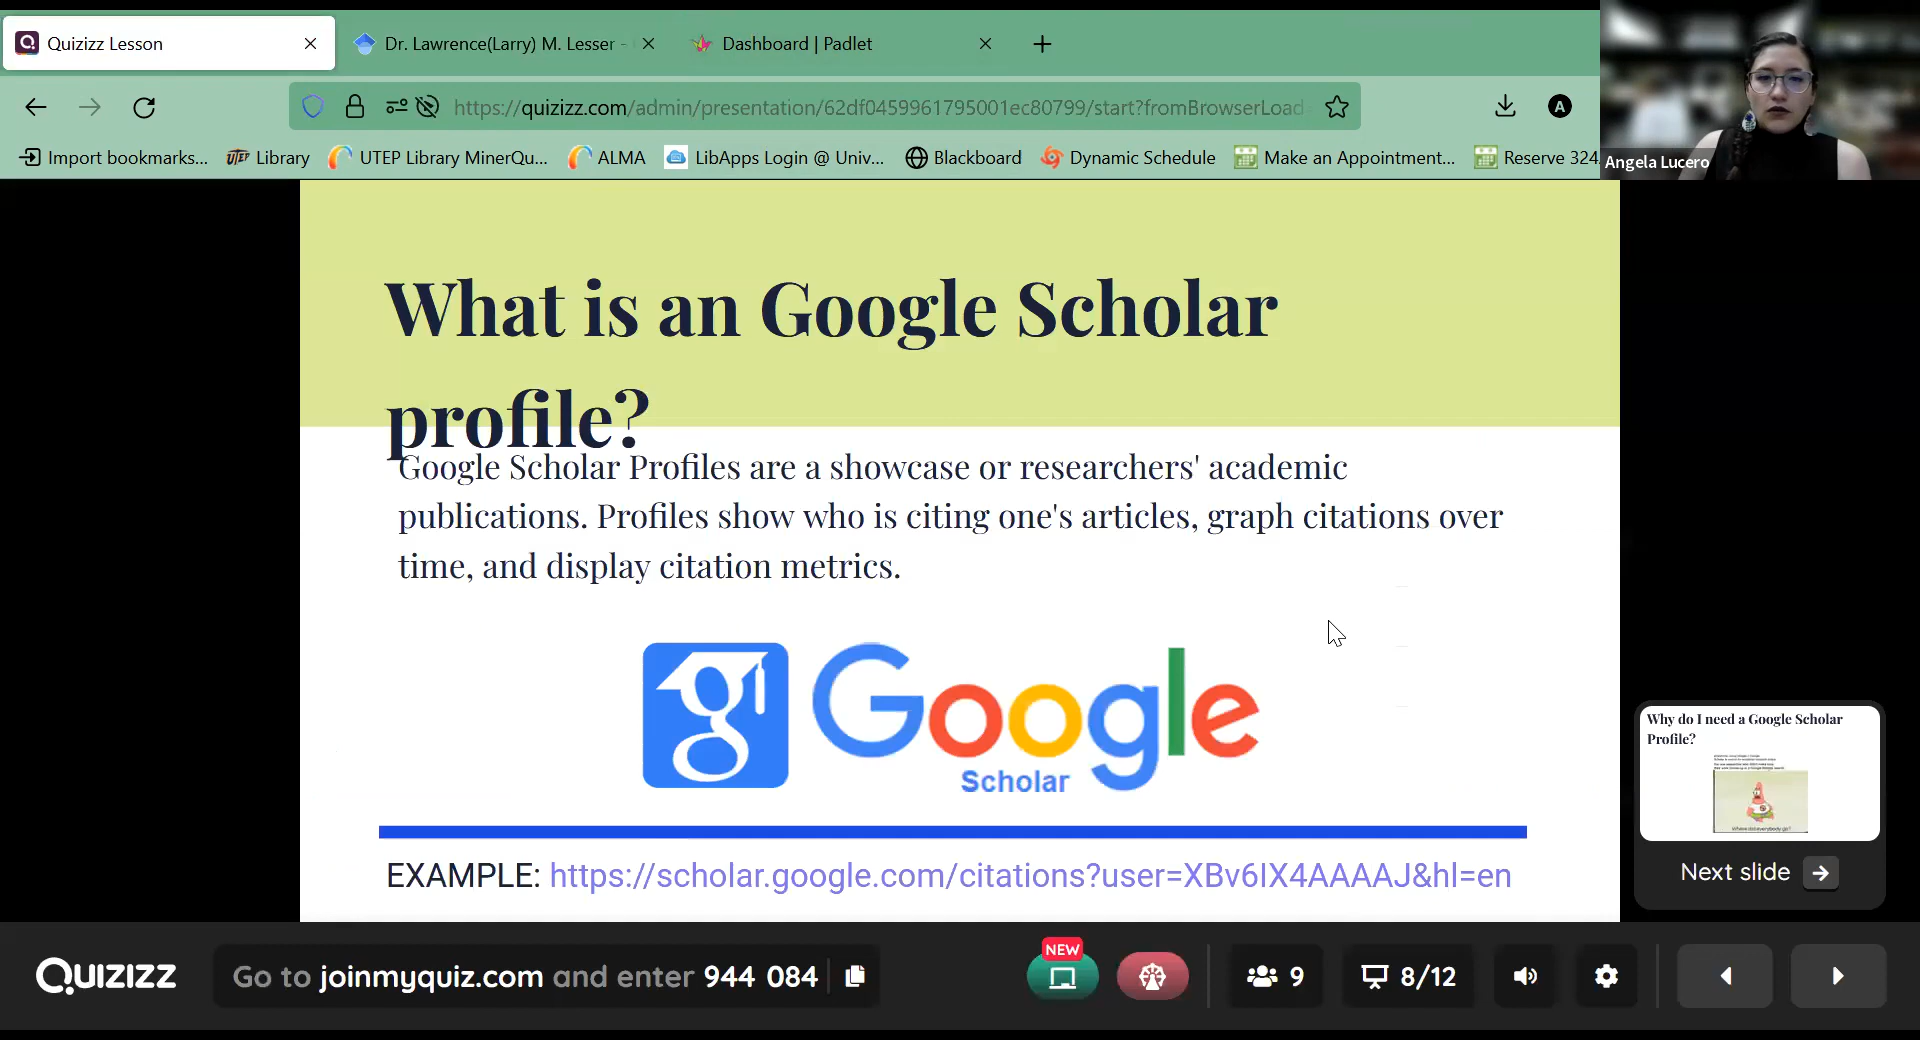 Quizizz Lesson
Dr. Lawrence(Larry) M. Lesser -
Dashboard | Padlet
https://quizizz.com/admin/presentation/62df0459961795001ec80799/start?fromBrowserLoad
A
Import bookmarks...
UTEP Library
UTEP Library MinerQu...
ALMA
LibApps Login @ Univ...
Blackboard
Dynamic Schedule
Make an Appointment...
Reserve 324
Angela Lucero
What is an Google Scholar
profile?
Google Scholar Profiles are a showcase or researchers' academic
publications. Profiles show who is citing one's articles, graph citations over
time, and display citation metrics.
g
Google
Scholar
EXAMPLE: https://scholar.google.com/citations?user=XBv6IX4AAAAJ&hl=en
Why do I need a Google Scholar
Profile?
Where did everybody go?
Next slide
QUIZIZZ
Go to joinmyquiz.com and enter 944 084
NEW
9
8/12